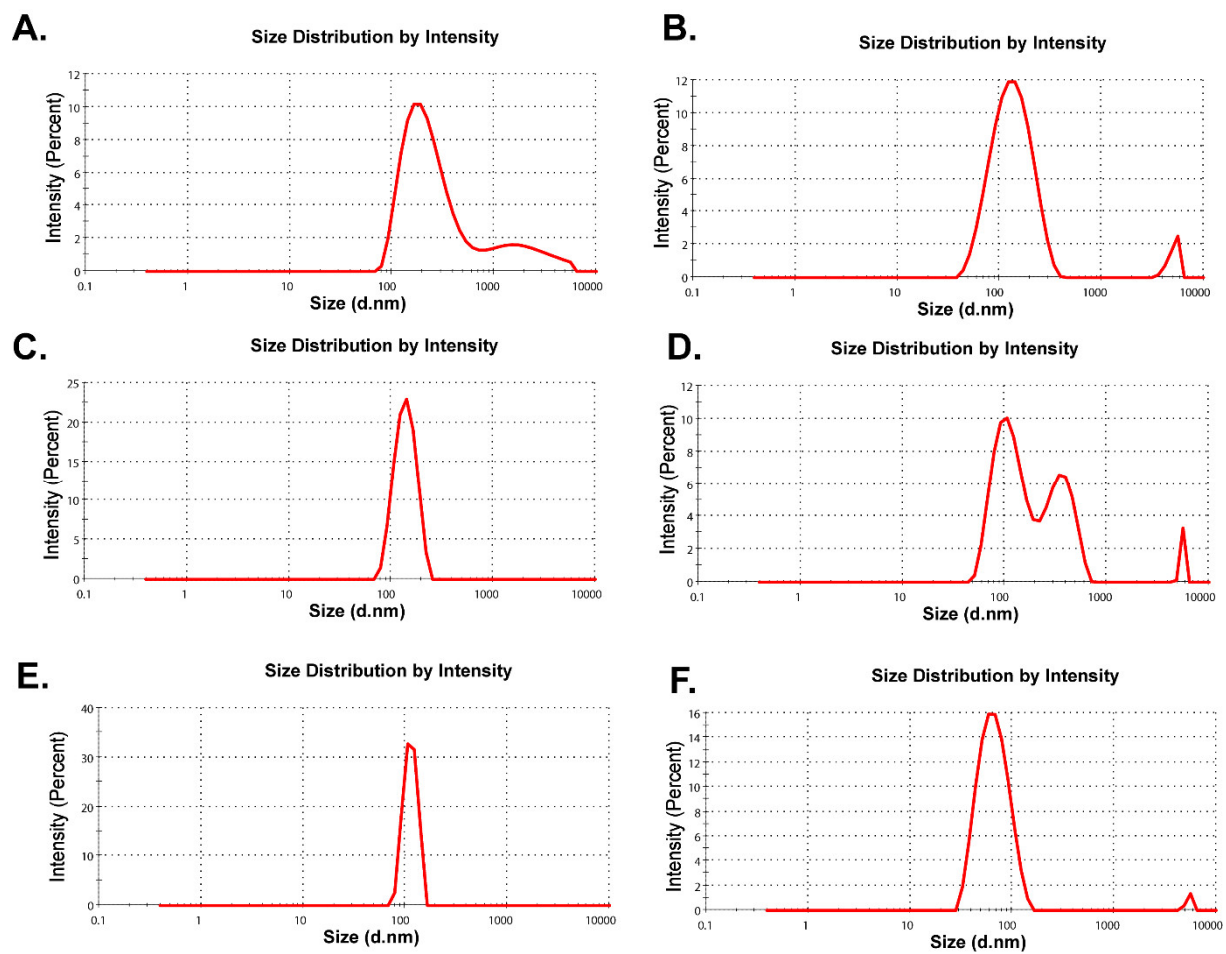 A.
Size Distribution by Intensity
Intensity (Percent)
12
10
8
6
4
2
0
0.1 1 10 100 1000 10000
Size (d.nm)
B.
Size Distribution by Intensity
Intensity (Percent)
12
10
8
6
4
2
0
0.1 1 10 100 1000 10000
Size (d.nm)
C.
Size Distribution by Intensity
Intensity (Percent)
25
20
15
10
5
0
0.1 1 10 100 1000 10000
Size (d.nm)
D.
Size Distribution by Intensity
Intensity (Percent)
12
10
8
6
4
2
0
0.1 1 10 100 1000 10000
Size (d.nm)
E.
Size Distribution by Intensity
Intensity (Percent)
40
30
20
10
0
0.1 1 10 100 1000 10000
Size (d.nm)
F.
Size Distribution by Intensity
Intensity (Percent)
16
14
12
10
8
6
4
2
0
0.1 1 10 100 1000 10000
Size (d.nm)